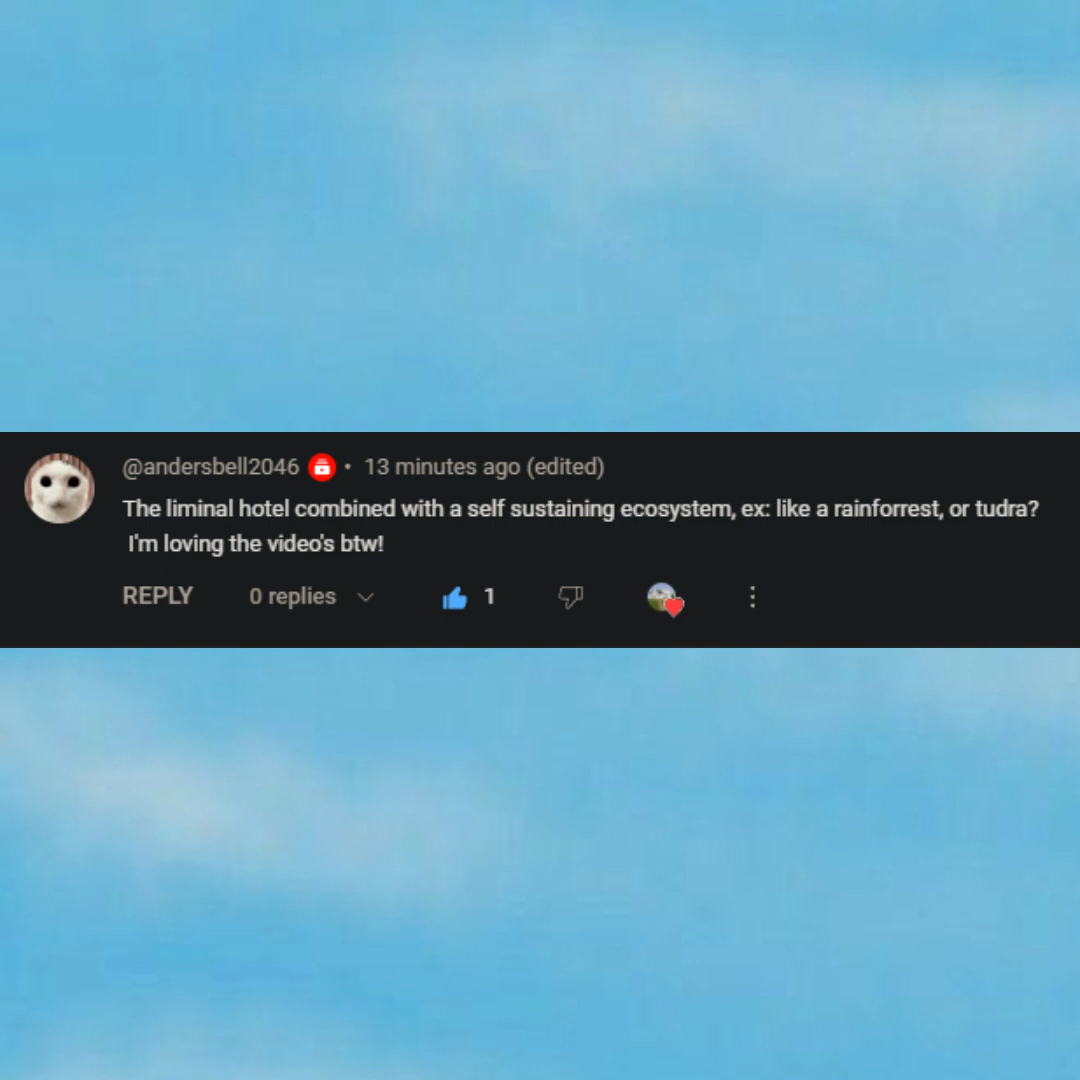 @andersbell2046 • 13 minutes ago (edited)
The liminal hotel combined with a self sustaining ecosystem, ex: like a rainforrest, or tudra?
I'm loving the video's btw!
REPLY 0 replies 1